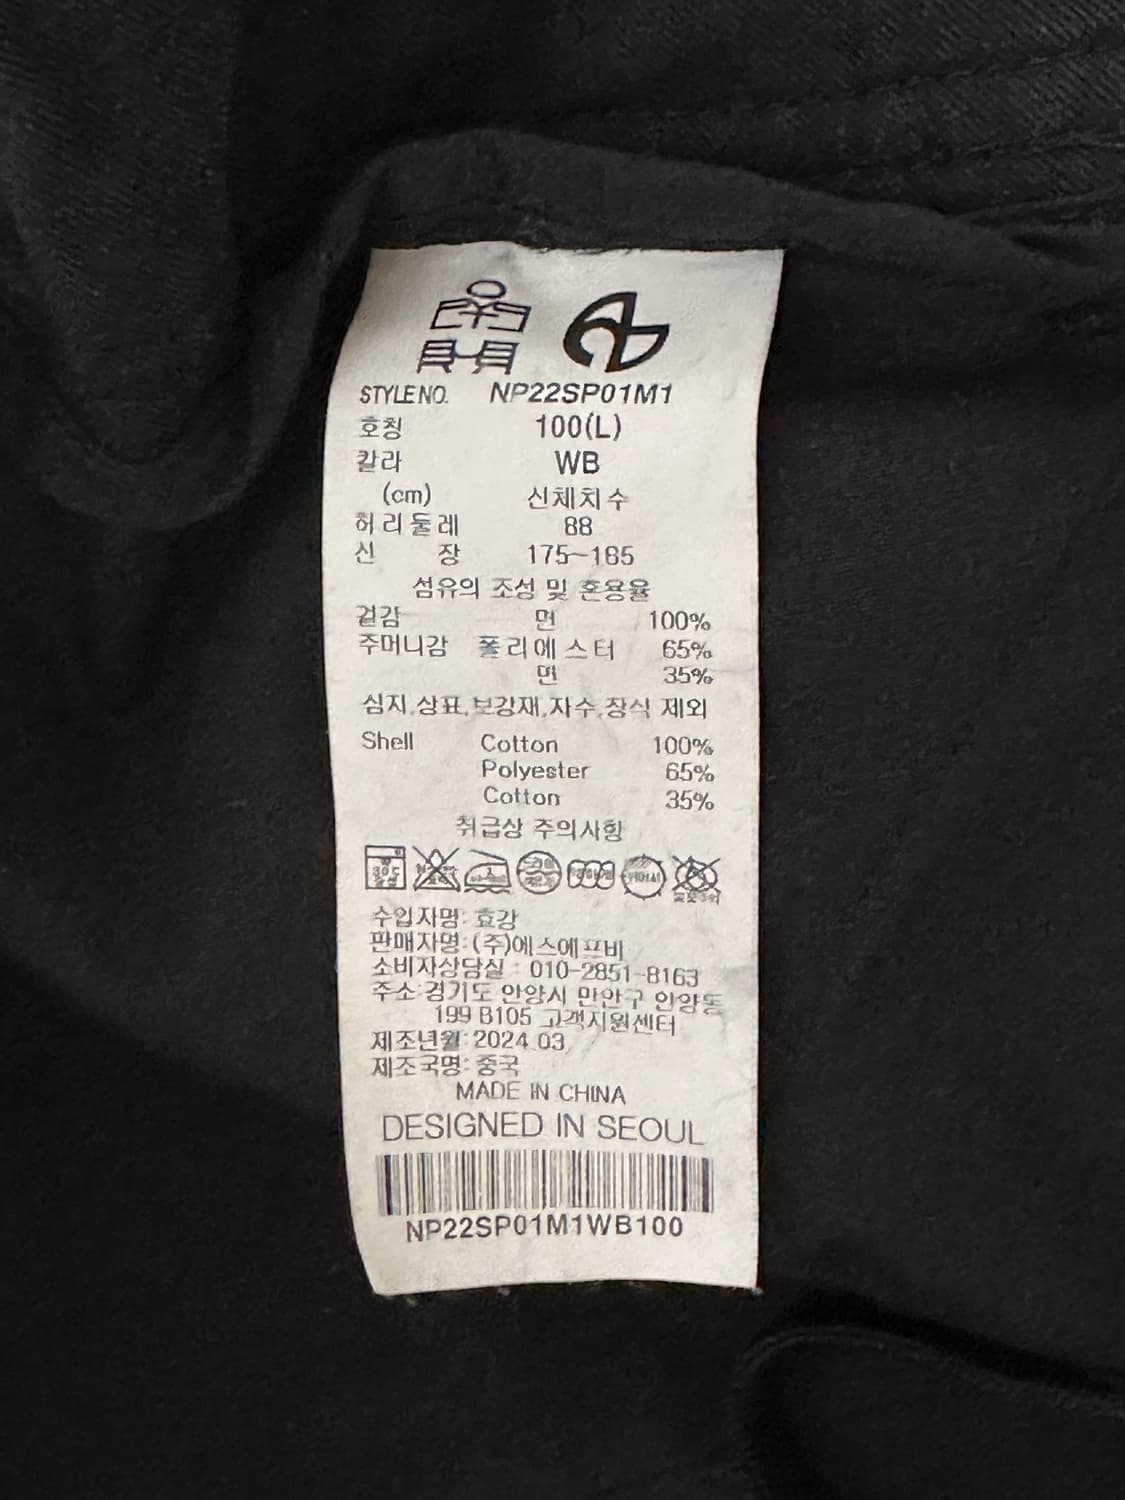 STYLE NO. NP22SP01M1
호칭 100(L)
칼라 WB
(cm) 신체치수
허리둘레 88
신 장 175~185
섬유의 조성 및 혼용율
겉감 면 100%
주머니감 폴리에스터 65%
면 35%
심지,상표,보강재,자수,장식 제외
Shell Cotton 100%
Polyester 65%
Cotton 35%
취급상 주의사항
수입자명: 효강
판매자명:(주)에스에프비
소비자상담실 : 010-2851-8163
주소:경기도 안양시 만안구 안양동
199 B105 고객지원센터
제조년월:2024.03
제조국명:중국
MADE IN CHINA
DESIGNED IN SEOUL
NP22SP01M1WB100